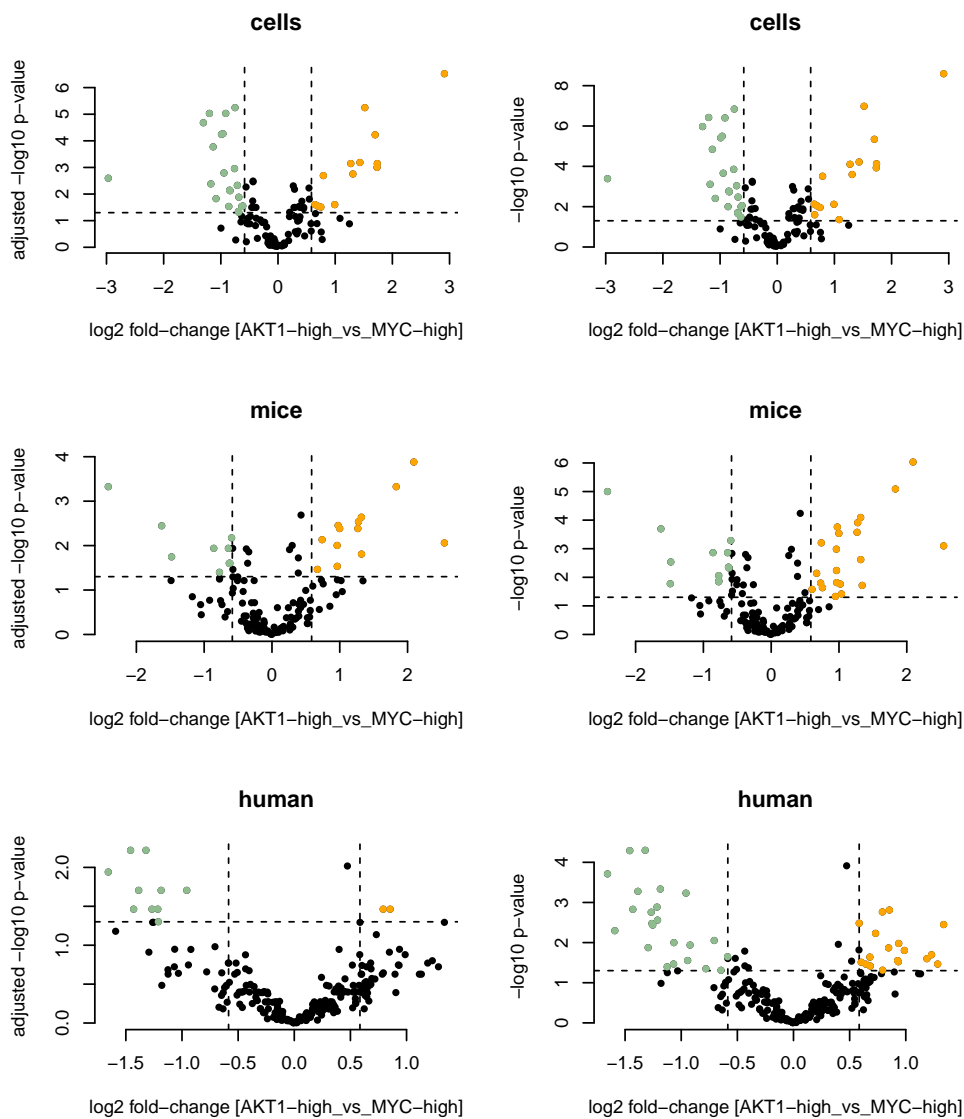 cells
adjusted −log10 p−value
0 1 2 3 4 5 6
−3 −2 −1 0 1 2 3
log2 fold−change [AKT1−high_vs_MYC−high]
cells
−log10 p−value
0 2 4 6 8
−3 −2 −1 0 1 2 3
log2 fold−change [AKT1−high_vs_MYC−high]
mice
adjusted −log10 p−value
0 1 2 3 4
−2 −1 0 1 2
log2 fold−change [AKT1−high_vs_MYC−high]
mice
−log10 p−value
0 1 2 3 4 5 6
−2 −1 0 1 2
log2 fold−change [AKT1−high_vs_MYC−high]
human
adjusted −log10 p−value
0.0 1.0 2.0
−1.5 −1.0 −0.5 0.0 0.5 1.0
log2 fold−change [AKT1−high_vs_MYC−high]
human
−log10 p−value
0 1 2 3 4
−1.5 −1.0 −0.5 0.0 0.5 1.0
log2 fold−change [AKT1−high_vs_MYC−high]